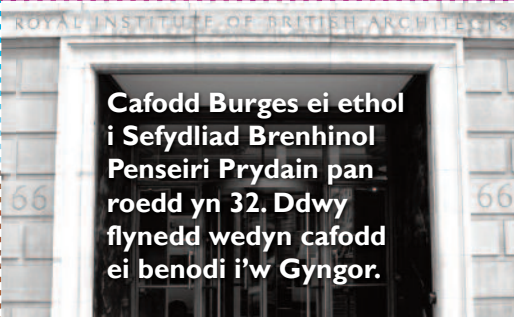 ROYAL INSTITUTE OF BRITISH ARCHITECTS
Cafodd Burges ei ethol
i Sefydliad Brenhinol
Penseiri Prydain pan
roedd yn 32. Ddwy
flynedd wedyn cafodd
ei benodi i’w Gyngor.
66
66